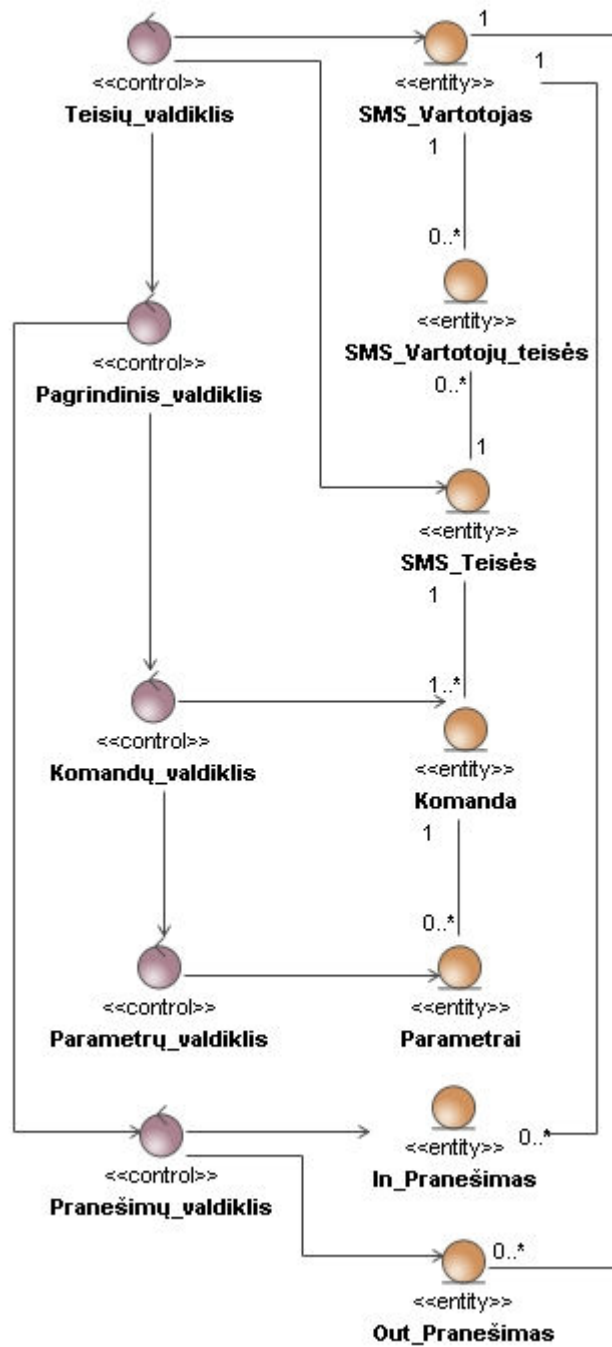 1
1
<<control>>
<<entity>>
Teisių_valdiklis
SMS_Vartotojas
1
0..*
<<entity>>
<<control>>
SMS_Vartotojų_teisės
Pagrindinis_valdiklis
0..*
1
<<entity>>
SMS_Teisės
1
1..*
<<control>>
<<entity>>
Komandų_valdiklis
Komanda
1
0..*
<<control>>
<<entity>>
Parametrų_valdiklis
Parametrai
0..*
<<entity>>
<<control>>
In_Pranešimas
Pranešimų_valdiklis
0..*
<<entity>>
Out_Pranešimas